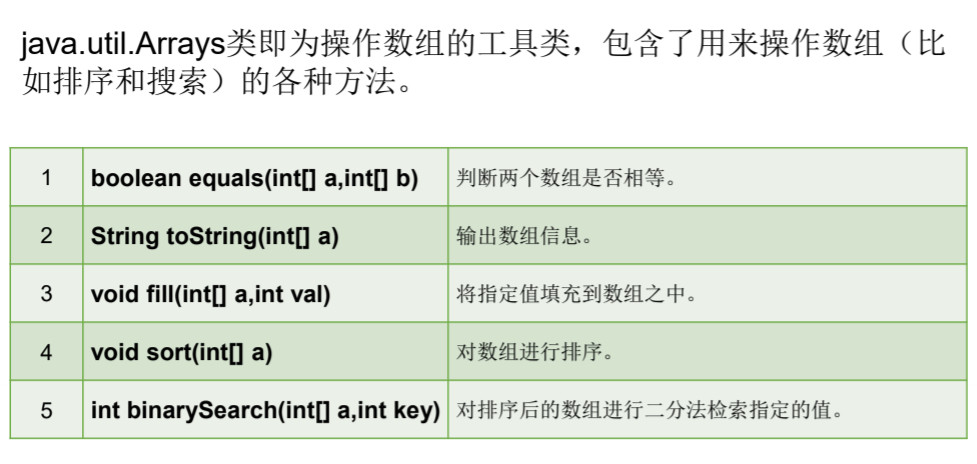 java.util.Arrays类即为操作数组的工具类，包含了用来操作数组（比
如排序和搜索）的各种方法。
1 boolean equals(int[] a,int[] b) 判断两个数组是否相等。
2 String toString(int[] a) 输出数组信息。
3 void fill(int[] a,int val) 将指定值填充到数组之中。
4 void sort(int[] a) 对数组进行排序。
5 int binarySearch(int[] a,int key) 对排序后的数组进行二分法检索指定的值。